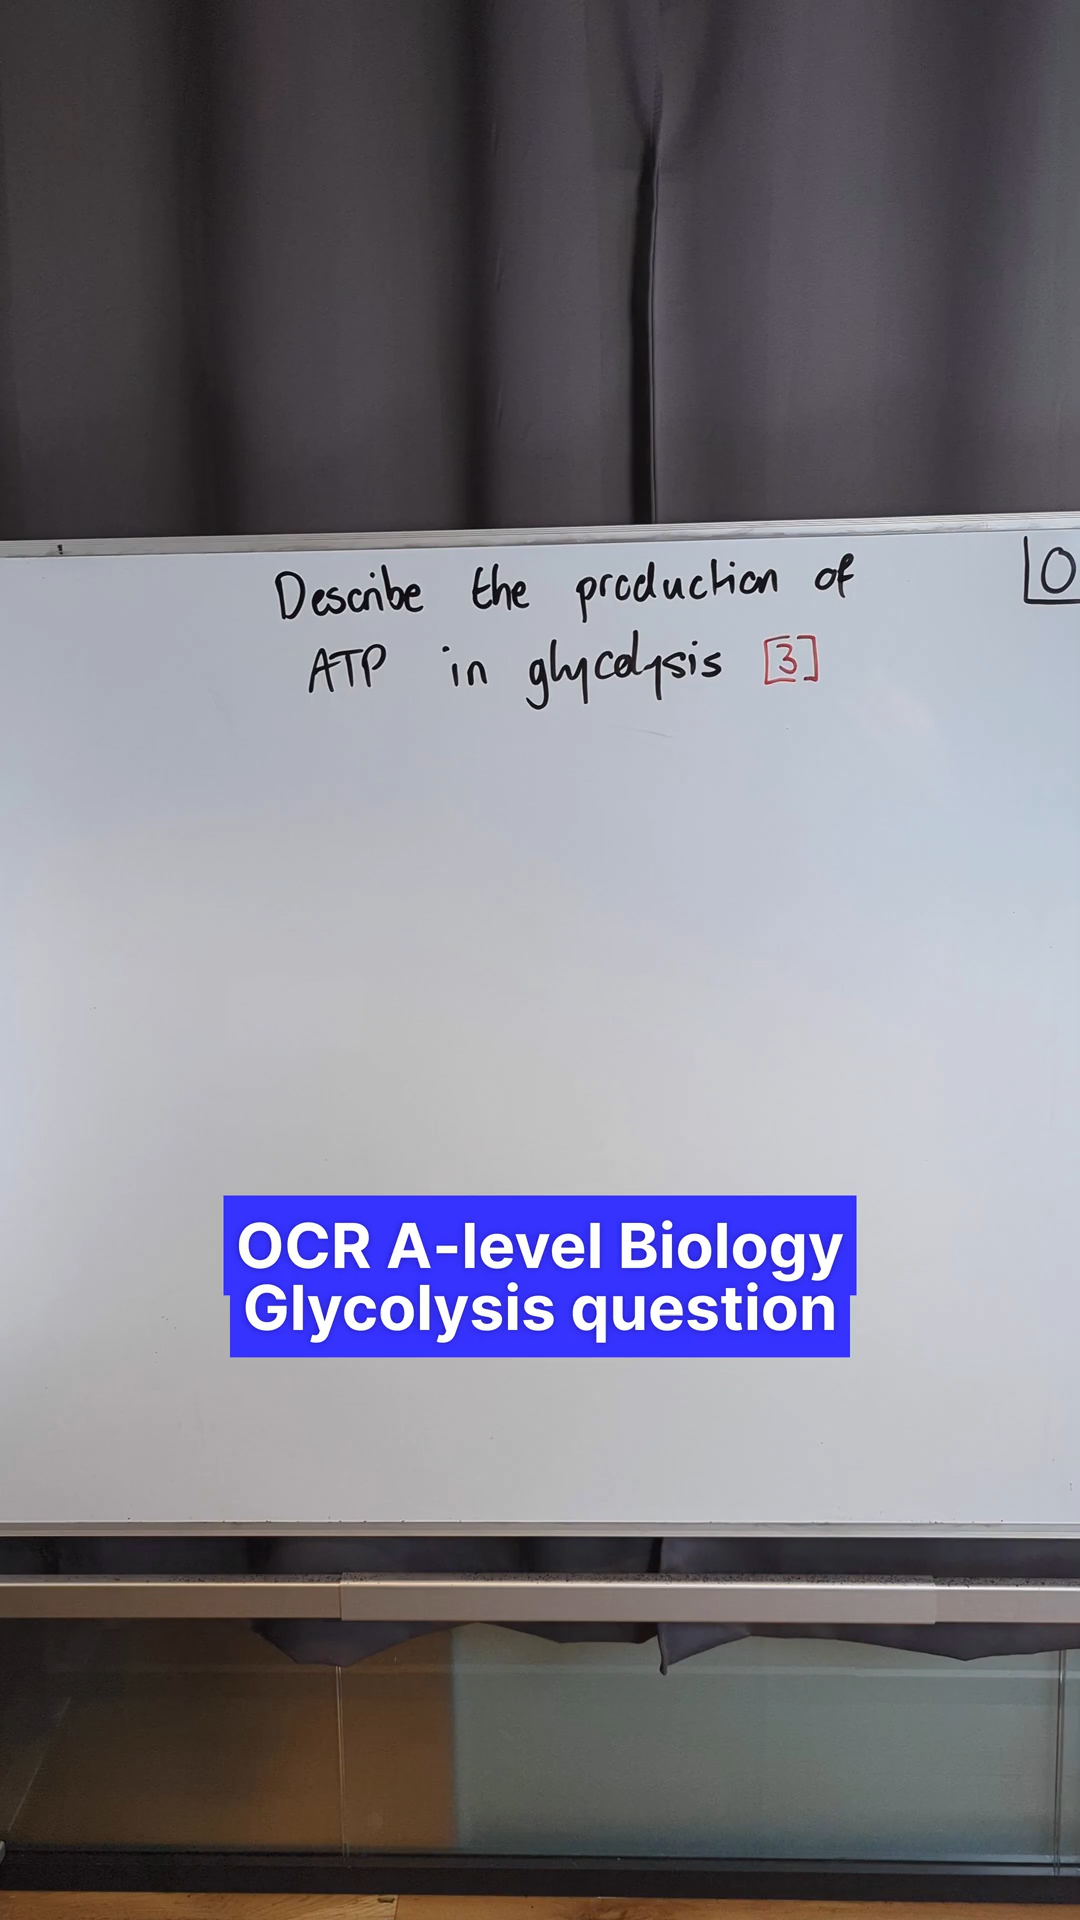 Describe the production of
ATP in glycolysis [3]
O
OCR A-level Biology
Glycolysis question